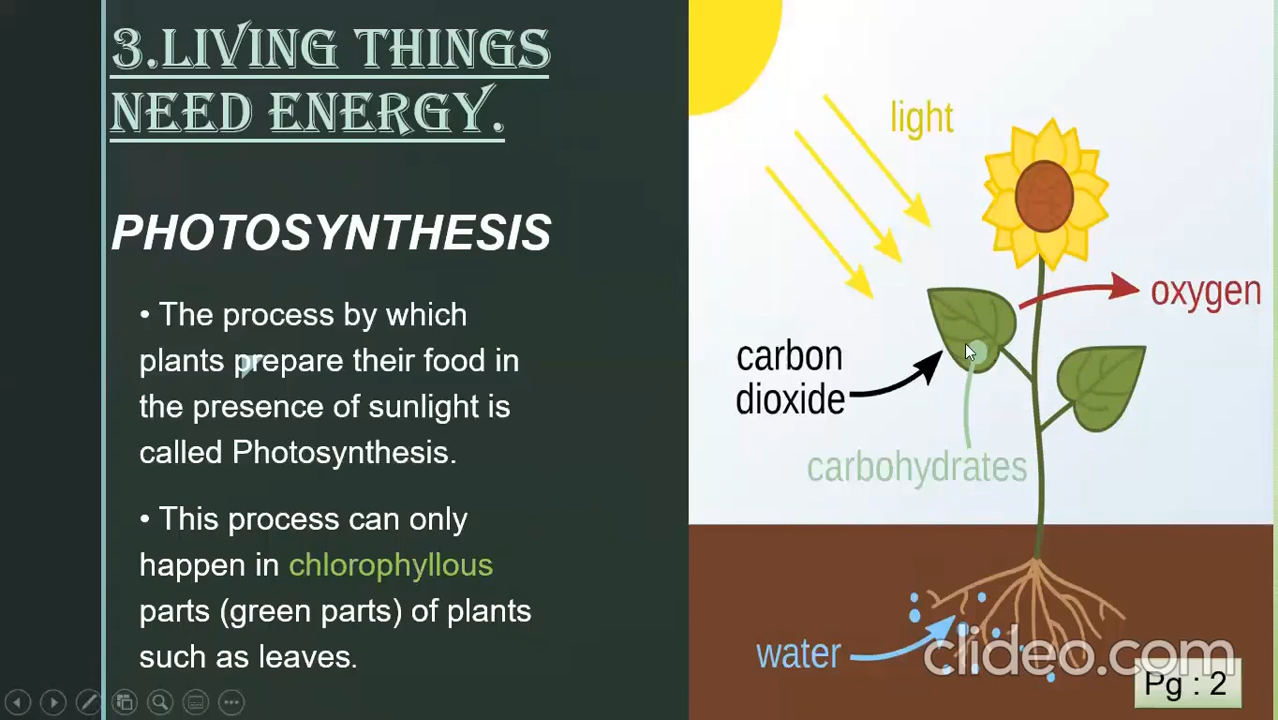 3.LIVING THINGS
NEED ENERGY.
PHOTOSYNTHESIS
• The process by which
plants prepare their food in
the presence of sunlight is
called Photosynthesis.
• This process can only
happen in chlorophyllous
parts (green parts) of plants
such as leaves.
light
oxygen
carbon
dioxide
carbohydrates
water
clideo.com
Pg : 2